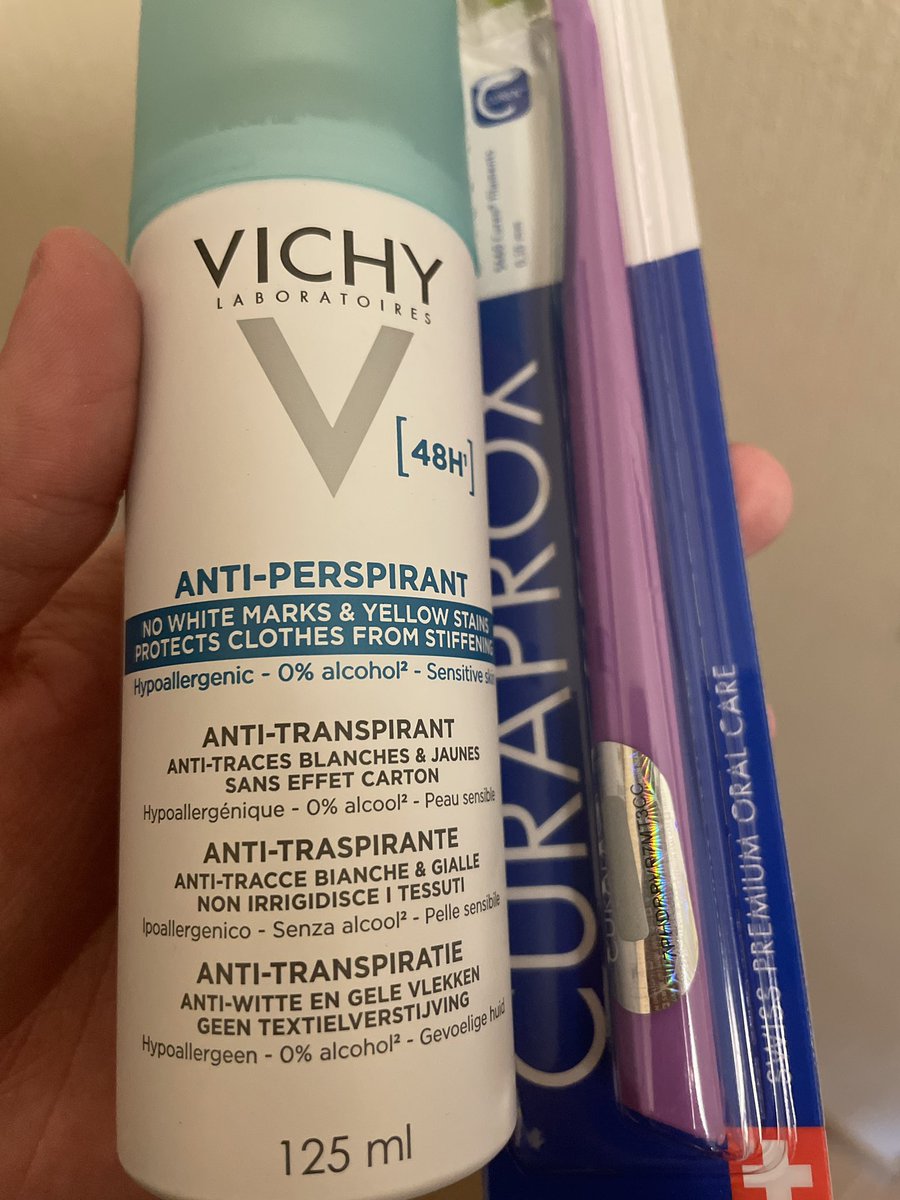 VICHY
LABORATOIRES
[48H¹]
ANTI-PERSPIRANT
NO WHITE MARKS & YELLOW STAINS
PROTECTS CLOTHES FROM STIFFENING
Hypoallergenic - 0% alcohol² - Sensitive skin
ANTI-TRANSPIRANT
ANTI-TRACES BLANCHES & JAUNES
SANS EFFET CARTON
Hypoallergénique - 0% alcool² - Peau sensible
ANTI-TRASPIRANTE
ANTI-TRACCE BIANCHE & GIALLE
NON IRRIGIDISCE I TESSUTI
Ipoallergenico - Senza alcool² - Pelle sensibile
ANTI-TRANSPIRATIE
ANTI-WITTE EN GELE VLEKKEN
GEEN TEXTIELVERSTIJVING
Hypoallergeen - 0% alcohol² - Gevoelige huid
125 ml
CURAPROX
SWISS PREMIUM ORAL CARE